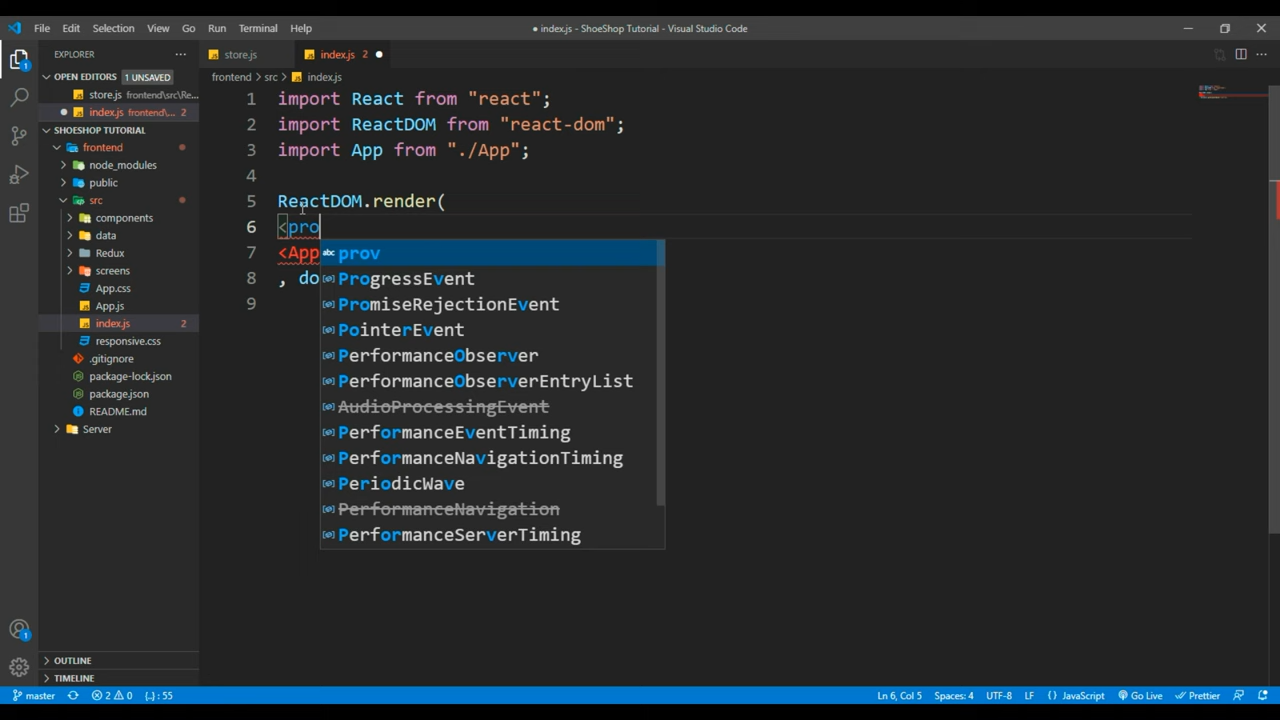 File Edit Selection View Go Run Terminal Help
● index.js - ShoeShop Tutorial - Visual Studio Code
EXPLORER
store.js
index.js 2
OPEN EDITORS 1 UNSAVED
store.js frontend\src\Re...
index.js frontend\... 2
SHOESHOP TUTORIAL
frontend
node_modules
public
src
components
data
Redux
screens
App.css
App.js
index.js 2
responsive.css
.gitignore
package-lock.json
package.json
README.md
Server
OUTLINE
TIMELINE
frontend > src > index.js
1 import React from "react";
2 import ReactDOM from "react-dom";
3 import App from "./App";
4
5 ReactDOM.render(
6 <pro
7 <App
8 , do
9
prov
ProgressEvent
PromiseRejectionEvent
PointerEvent
PerformanceObserver
PerformanceObserverEntryList
AudioProcessingEvent
PerformanceEventTiming
PerformanceNavigationTiming
PeriodicWave
PerformanceNavigation
PerformanceServerTiming
1
1
master 2 0 {..} : 55
Ln 6, Col 5 Spaces: 4 UTF-8 LF {} JavaScript Go Live Prettier